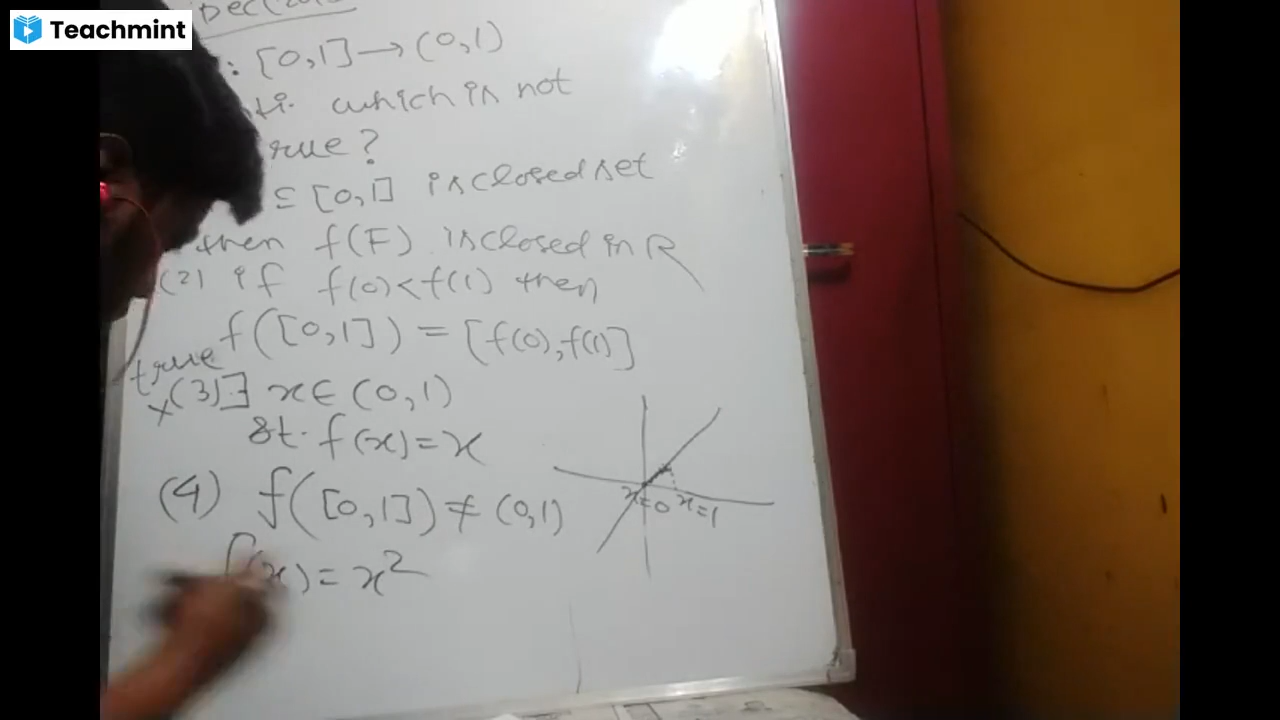 Teachmint
: [0,1] → (0,1)
which is not
true?
⊆ [0,1] is closed set
then f(F) is closed in R
(2) if f(0)<f(1) then
f([0,1]) = [f(0),f(1)]
true
x (3) ∃ x∈ (0,1)
st. f(x)=x
(4) f([0,1]) ≠ (0,1)
x=0 x=1
f(x) = x²